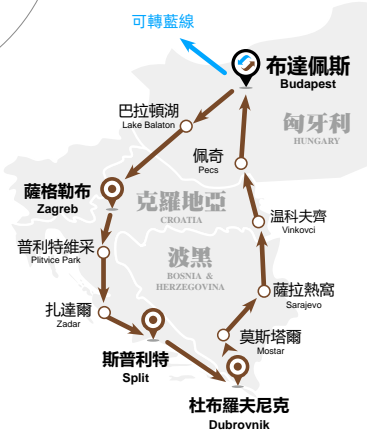 可轉藍線
布達佩斯
Budapest
巴拉頓湖
Lake Balaton
匈牙利
HUNGARY
佩奇
Pecs
薩格勒布
Zagreb
克羅地亞
CROATIA
温科夫齊
Vinkovci
普利特維采
Plitvice Park
波黑
BOSNIA &
HERZEGOVINA
薩拉熱窩
Sarajevo
扎達爾
Zadar
莫斯塔爾
Mostar
斯普利特
Split
杜布羅夫尼克
Dubrovnik